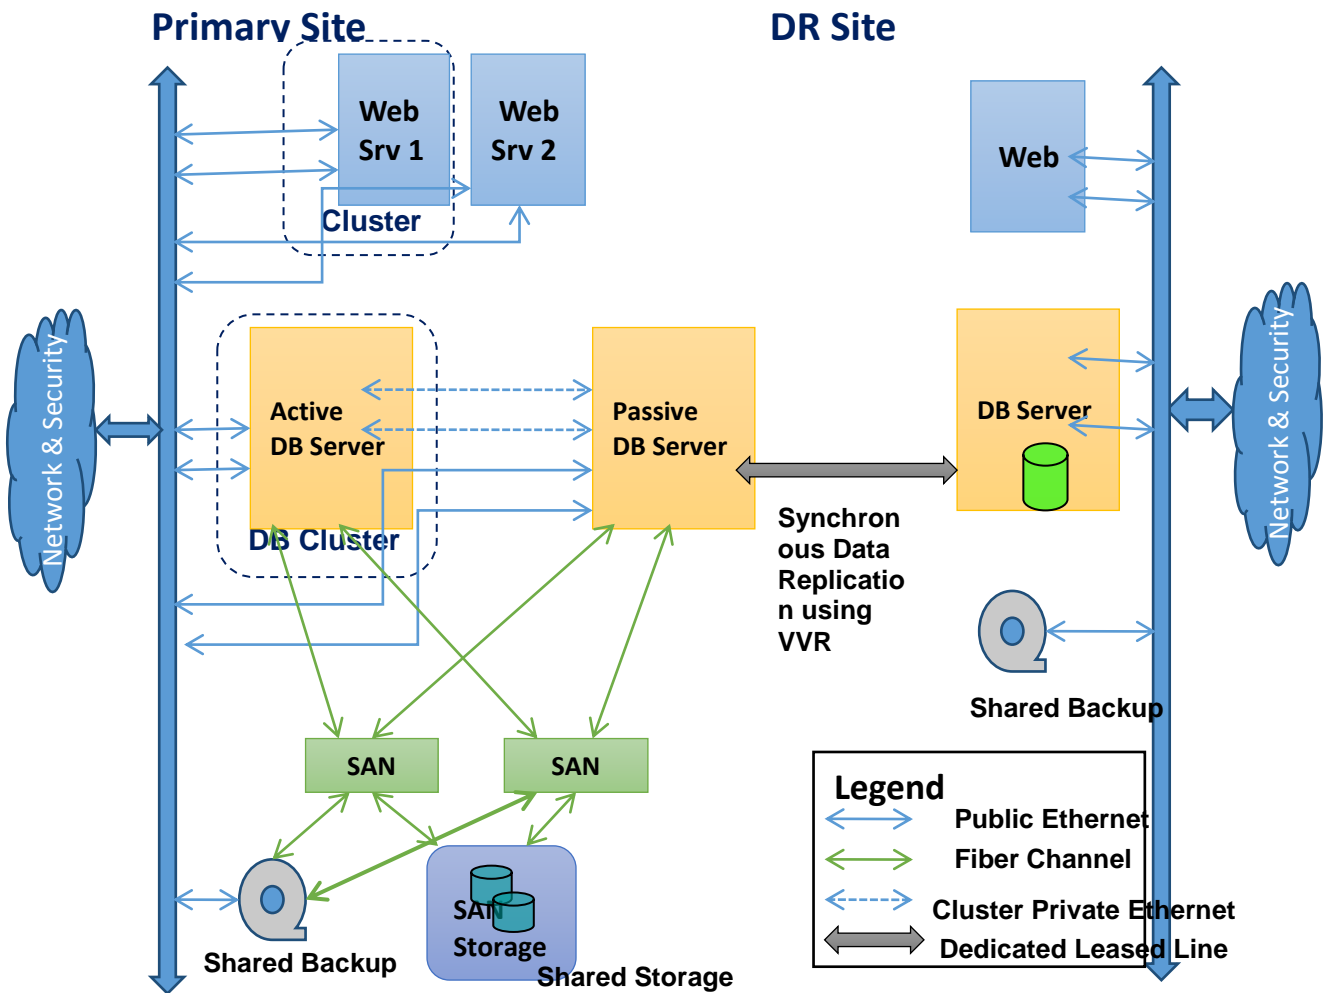 Primary Site
DR Site
Web
Srv 1
Web
Srv 2
Cluster
Web
Network & Security
Active
DB Server
DB Cluster
Passive
DB Server
DB Server
Network & Security
Synchron
ous Data
Replicatio
n using
VVR
Shared Backup
SAN
SAN
SAN
Storage
Shared Backup
Shared Storage
Legend
Public Ethernet
Fiber Channel
Cluster Private Ethernet
Dedicated Leased Line